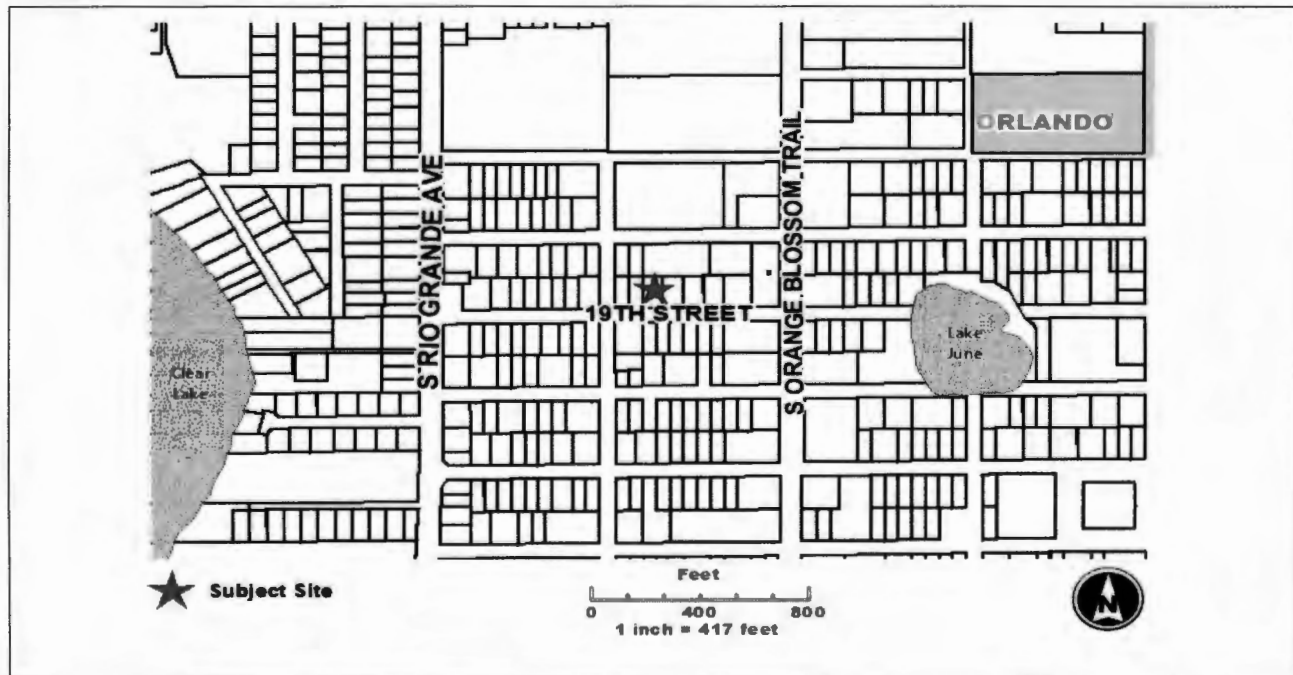 ORLANDO
S RIO GRANDE AVE
S ORANGE BLOSSOM TRAIL
19TH STREET
Lake
June
Clear
Lake
Subject Site
Feet
0 400 800
1 inch = 417 feet
N